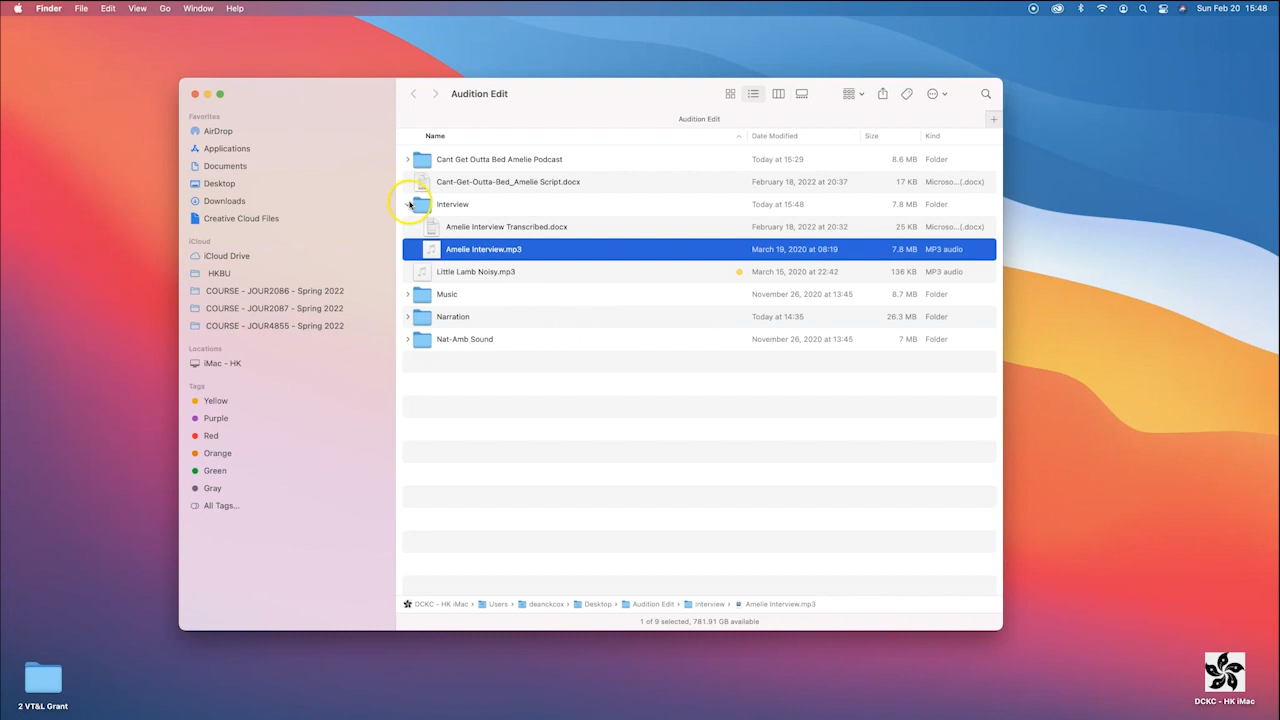 Finder File Edit View Go Window Help Sun Feb 20 15:48
Audition Edit
Audition Edit
Favorites
AirDrop
Applications
Documents
Desktop
Downloads
Creative Cloud Files
iCloud
iCloud Drive
HKBU
COURSE - JOUR2086 - Spring 2022
COURSE - JOUR2087 - Spring 2022
COURSE - JOUR4855 - Spring 2022
Locations
iMac - HK
Tags
Yellow
Purple
Red
Orange
Green
Gray
All Tags...
Name Date Modified Size Kind
Cant Get Outta Bed Amelie Podcast Today at 15:29 8.6 MB Folder
Cant-Get-Outta-Bed_Amelie Script.docx February 18, 2022 at 20:37 17 KB Microso...(.docx)
Interview Today at 15:48 7.8 MB Folder
Amelie Interview Transcribed.docx February 18, 2022 at 20:32 25 KB Microso...(.docx)
Amelie Interview.mp3 March 19, 2020 at 08:19 7.8 MB MP3 audio
Little Lamb Noisy.mp3 March 15, 2020 at 22:42 136 KB MP3 audio
Music November 26, 2020 at 13:45 8.7 MB Folder
Narration Today at 14:35 26.3 MB Folder
Nat-Amb Sound November 26, 2020 at 13:45 7 MB Folder
DCKC - HK iMac › Users › deanckcox › Desktop › Audition Edit › Interview › Amelie Interview.mp3
1 of 9 selected, 781.91 GB available
2 VT&L Grant
DCKC - HK iMac